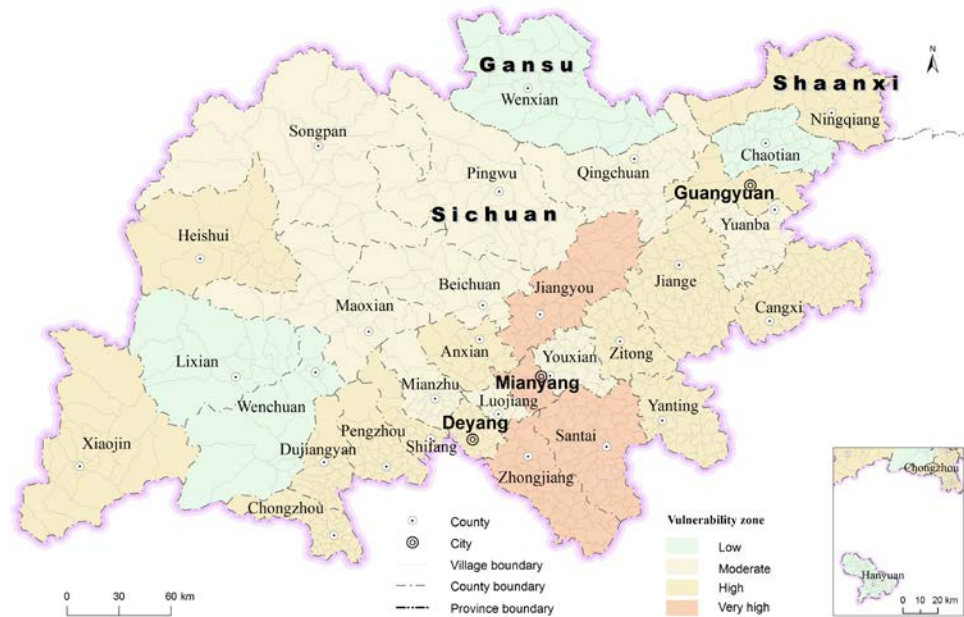 Gansu
Wenxian
N
Shaanxi
Ningqiang
Songpan
Chaotian
Pingwu
Qingchuan
Guangyuan
Sichuan
Yuanba
Heishui
Beichuan
Jiangyou
Jiange
Maoxian
Cangxi
Anxian
Youxian
Zitong
Lixian
Mianzhu
Mianyang
Wenchuan
Luojiang
Yanting
Deyang
Pengzhou
Santai
Xiaojin
Dujiangyan
Shifang
Zhongjiang
Chongzhou
County
City
Village boundary
County boundary
Province boundary
Vulnerability zone
Low
Moderate
High
Very high
0 30 60 km
Chongzhou
Hanyuan
0 10 20 km